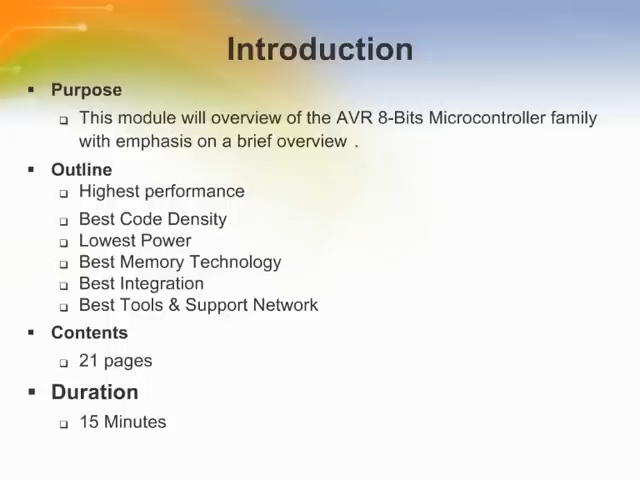 Introduction
▪ Purpose
❑ This module will overview of the AVR 8-Bits Microcontroller family
with emphasis on a brief overview .
▪ Outline
❑ Highest performance
❑ Best Code Density
❑ Lowest Power
❑ Best Memory Technology
❑ Best Integration
❑ Best Tools & Support Network
▪ Contents
❑ 21 pages
▪ Duration
❑ 15 Minutes